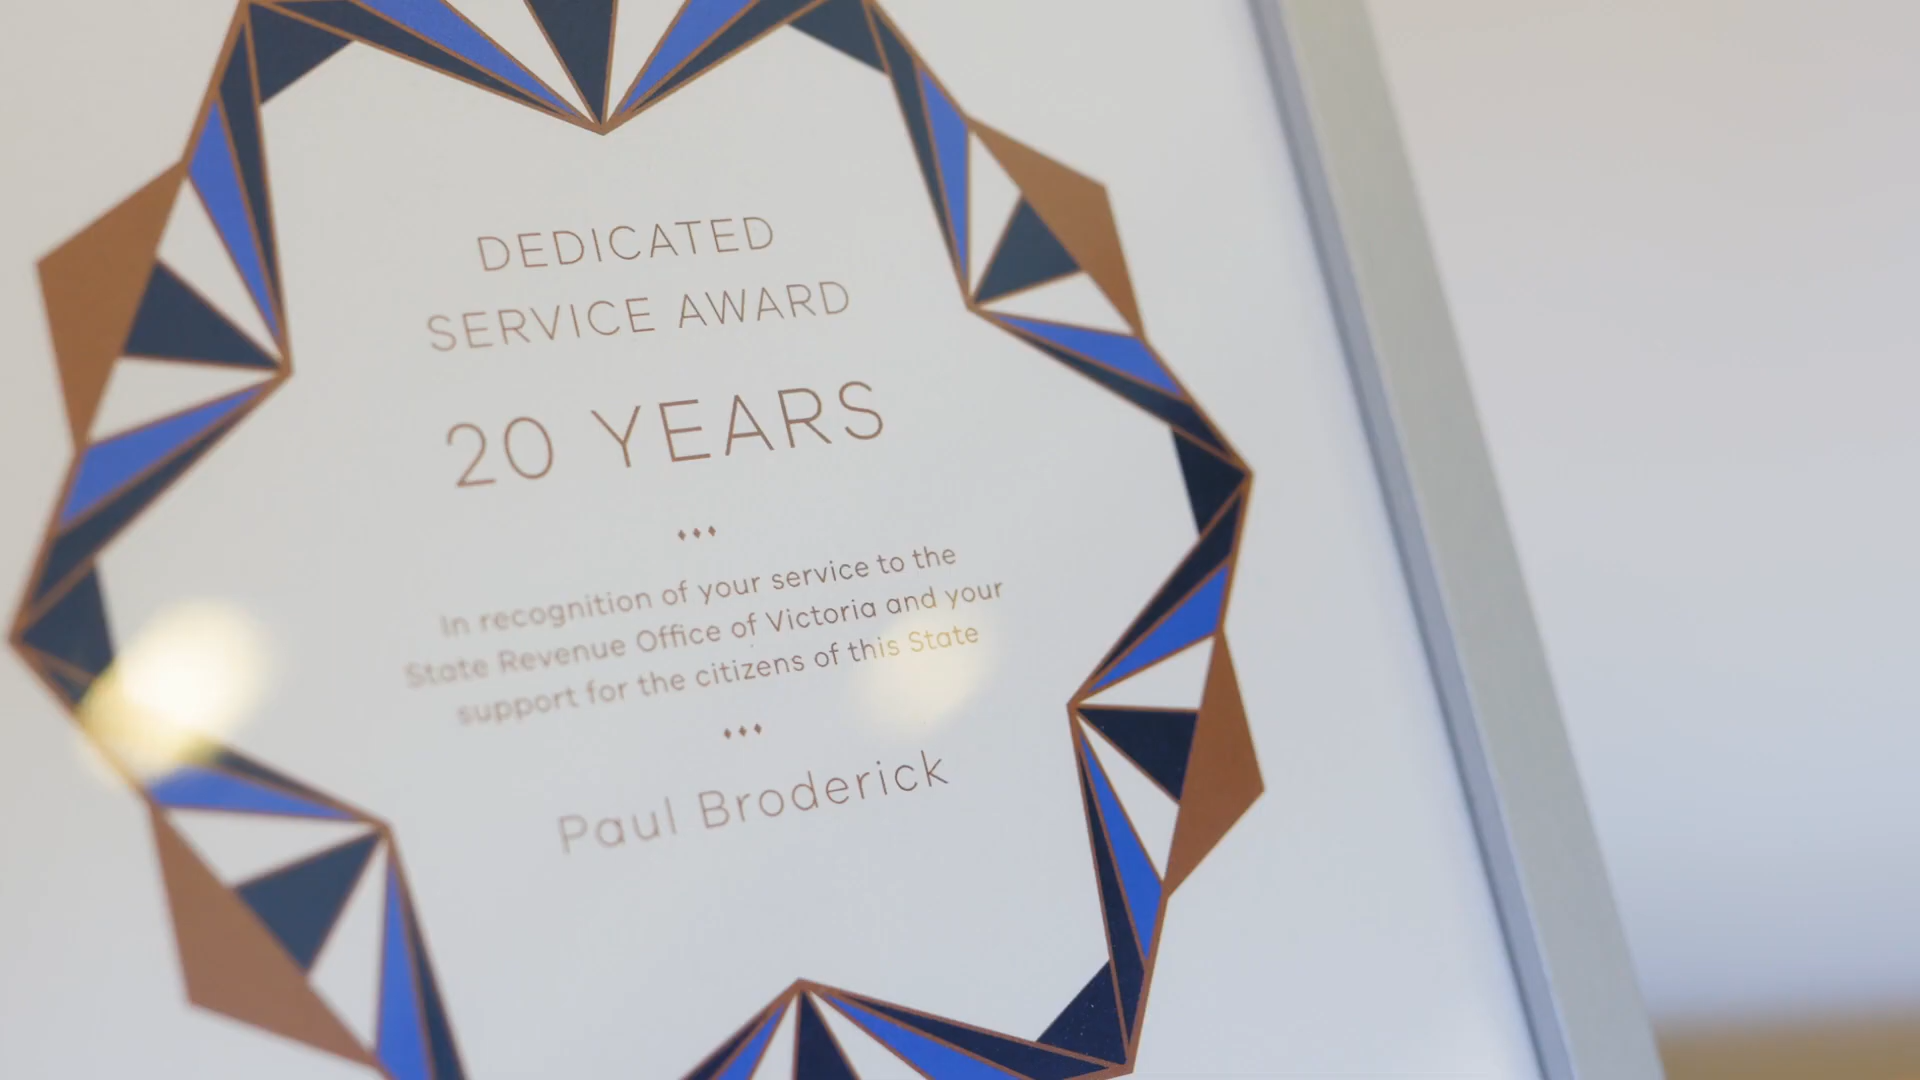 DEDICATED
SERVICE AWARD
20 YEARS
In recognition of your service to the
State Revenue Office of Victoria and your
support for the citizens of this State
Paul Broderick